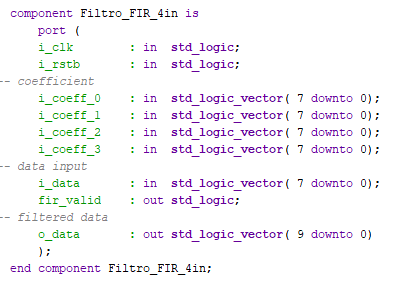 component Filtro_FIR_4in is
port (
i_clk : in std_logic;
i_rstb : in std_logic;
-- coefficient
i_coeff_0 : in std_logic_vector( 7 downto 0);
i_coeff_1 : in std_logic_vector( 7 downto 0);
i_coeff_2 : in std_logic_vector( 7 downto 0);
i_coeff_3 : in std_logic_vector( 7 downto 0);
-- data input
i_data : in std_logic_vector( 7 downto 0);
fir_valid : out std_logic;
-- filtered data
o_data : out std_logic_vector( 9 downto 0)
);
end component Filtro_FIR_4in;